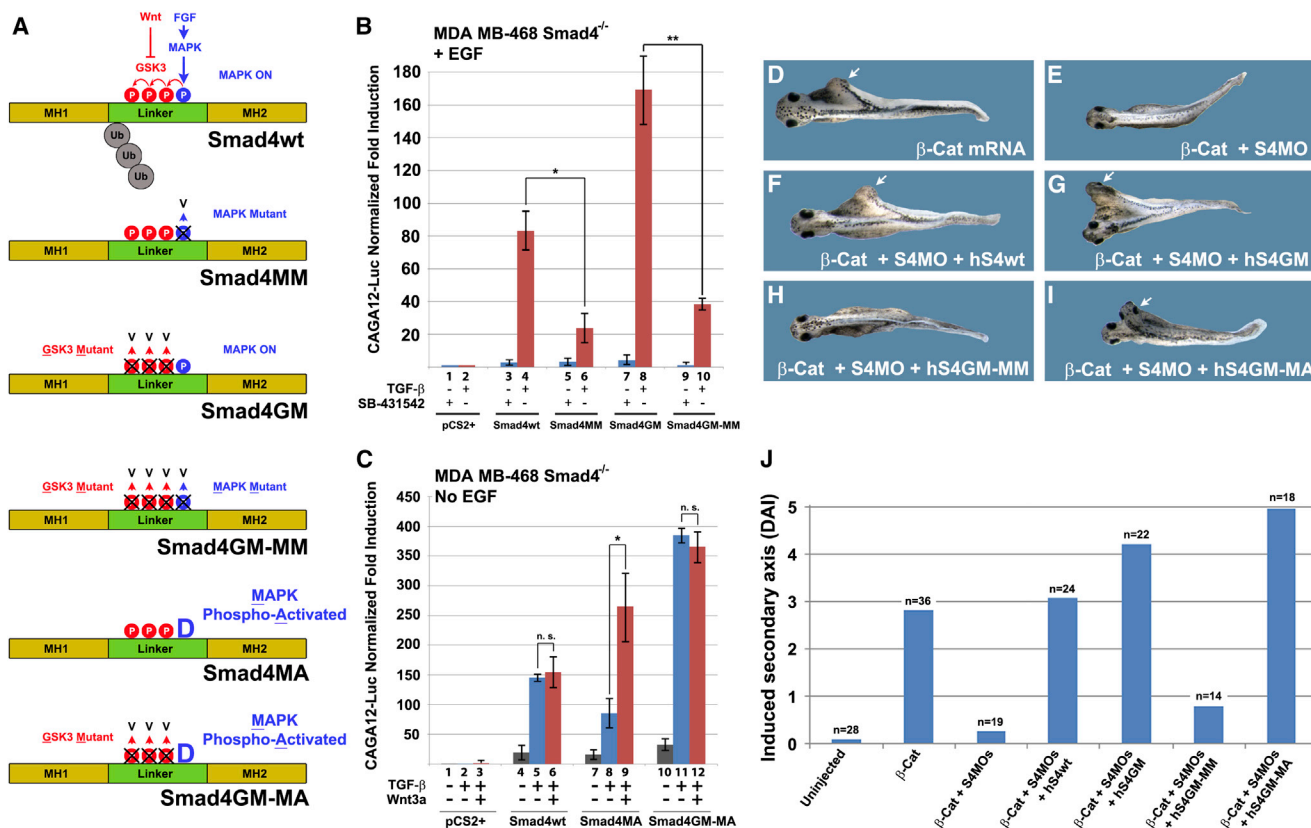 A
Wnt
FGF
MAPK
GSK3
MAPK ON
P P P P
MH1 Linker MH2
Smad4wt
Ub
Ub
Ub
V
MAPK Mutant
P P P
MH1 Linker MH2
Smad4MM
V V V
GSK3 Mutant
MAPK ON
P
MH1 Linker MH2
Smad4GM
V V V V
GSK3 Mutant
MAPK Mutant
MH1 Linker MH2
Smad4GM-MM
MAPK
Phospho-Activated
P P P D
MH1 Linker MH2
Smad4MA
V V V
GSK3 Mutant
MAPK
Phospho-Activated
D
MH1 Linker MH2
Smad4GM-MA
B
MDA MB-468 Smad4-/-
+ EGF
**
*
CAGA12-Luc Normalized Fold Induction
180
160
140
120
100
80
60
40
20
1 2 3 4 5 6 7 8 9 10
TGF-β - + - + - + - + - +
SB-431542 + - + - + - + - + -
pCS2+ Smad4wt Smad4MM Smad4GM Smad4GM-MM
C
MDA MB-468 Smad4-/-
No EGF
n. s.
*
n. s.
CAGA12-Luc Normalized Fold Induction
450
400
350
300
250
200
150
100
50
1 2 3 4 5 6 7 8 9 10 11 12
TGF-β - + + - + + - + + - + +
Wnt3a - - + - - + - - + - - +
pCS2+ Smad4wt Smad4MA Smad4GM-MA
D
β-Cat mRNA
E
β-Cat + S4MO
F
β-Cat + S4MO + hS4wt
G
β-Cat + S4MO + hS4GM
H
β-Cat + S4MO + hS4GM-MM
I
β-Cat + S4MO + hS4GM-MA
J
Induced secondary axis (DAI)
5
4
3
2
1
0
n=28
n=36
n=19
n=24
n=22
n=14
n=18
Uninjected
β-Cat
β-Cat + S4MOs
β-Cat + S4MOs
+ hS4wt
β-Cat + S4MOs
+ hS4GM
β-Cat + S4MOs
+ hS4GM-MM
β-Cat + S4MOs
+ hS4GM-MA